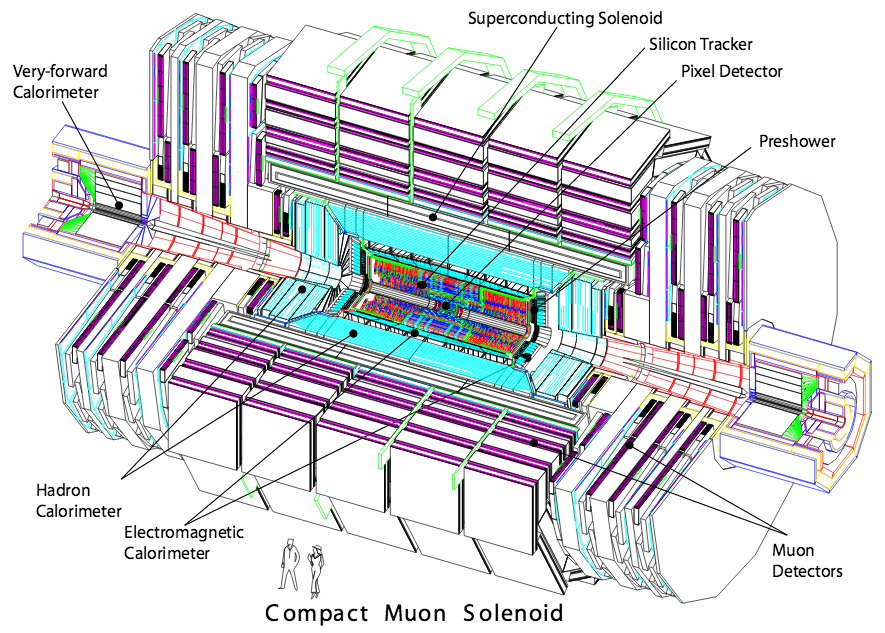 Superconducting Solenoid
Silicon Tracker
Very-forward
Calorimeter
Pixel Detector
Preshower
Hadron
Calorimeter
Electromagnetic
Calorimeter
Muon
Detectors
Compact Muon Solenoid